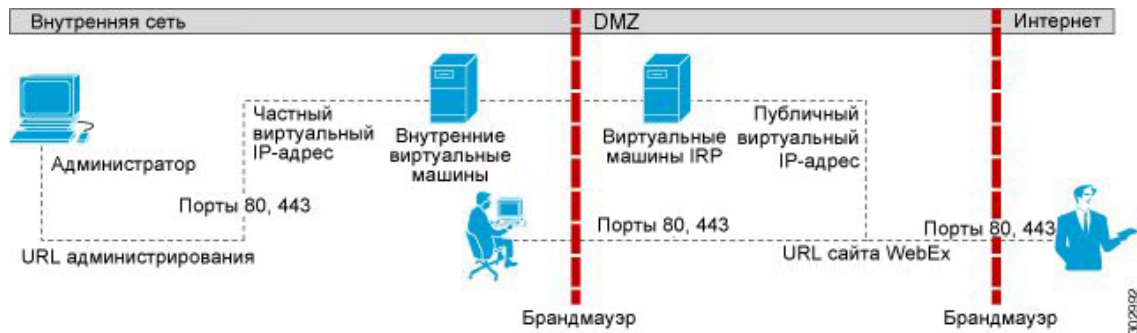 Внутренняя сеть
DMZ
Интернет
Администратор
Частный
виртуальный
IP-адрес
Внутренние
виртуальные
машины
Виртуальные
машины IRP
Публичный
виртуальный
IP-адрес
Порты 80, 443
Порты 80, 443
Порты 80, 443
URL администрирования
URL сайта WebEx
Брандмауэр
Брандмауэр
302992